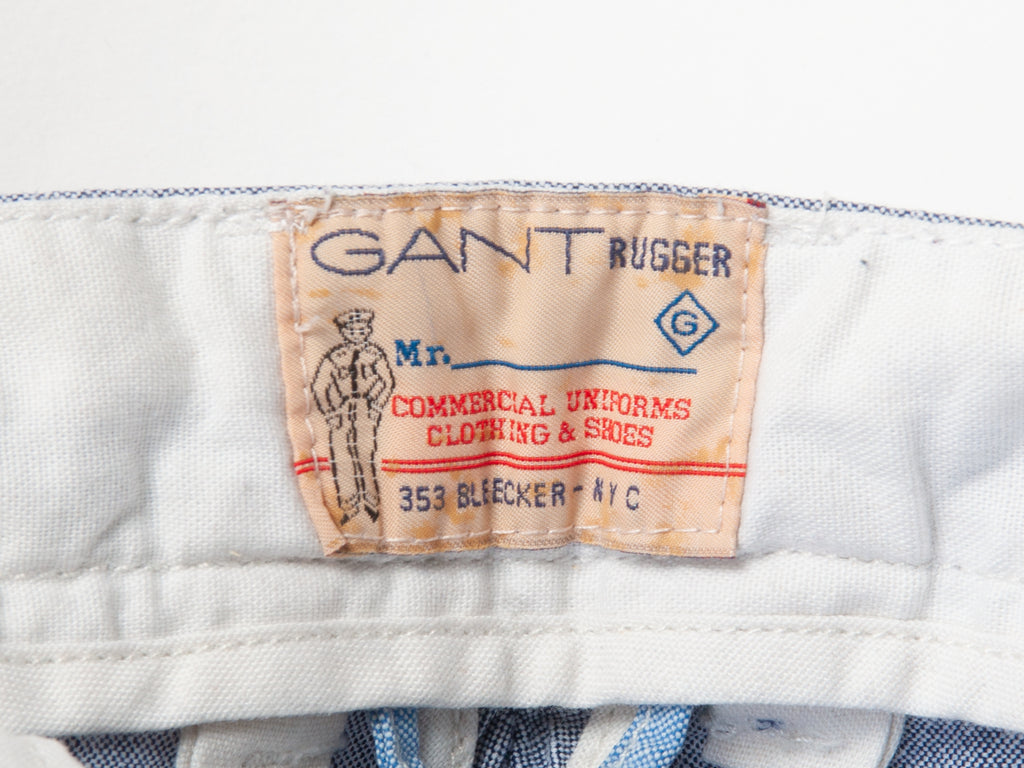 GANT RUGGER
G
Mr.
COMMERCIAL UNIFORMS
CLOTHING & SHOES
353 BLEECKER - NYC